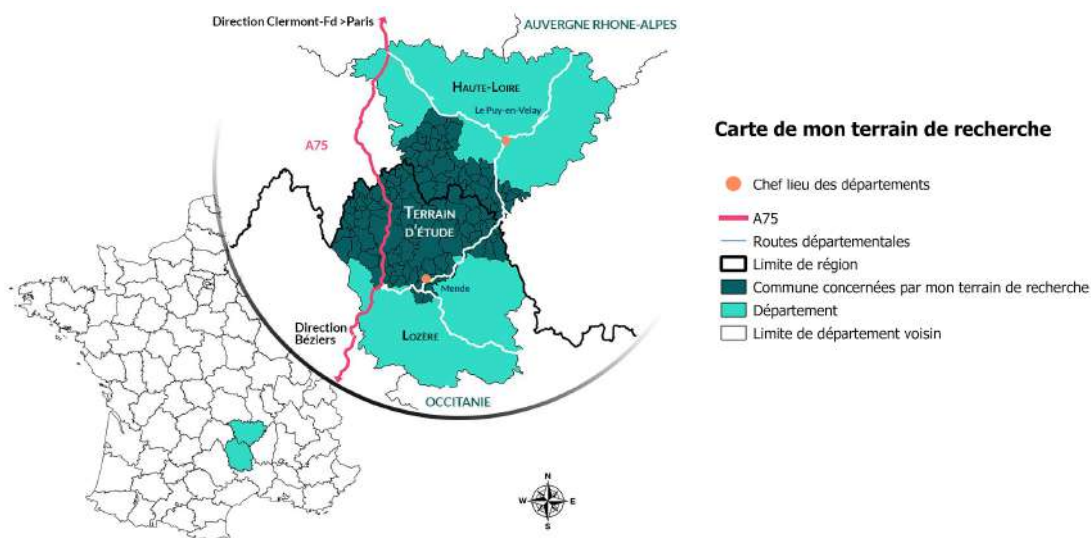 Direction Clermont-Fd >Paris
AUVERGNE RHONE-ALPES
HAUTE-LOIRE
Le Puy-en-Velay
A75
TERRAIN
D'ÉTUDE
Mende
Direction
Béziers
LOZÈRE
OCCITANIE
N
W
E
S
Carte de mon terrain de recherche
Chef lieu des départements
A75
Routes départementales
Limite de région
Commune concernées par mon terrain de recherche
Département
Limite de département voisin